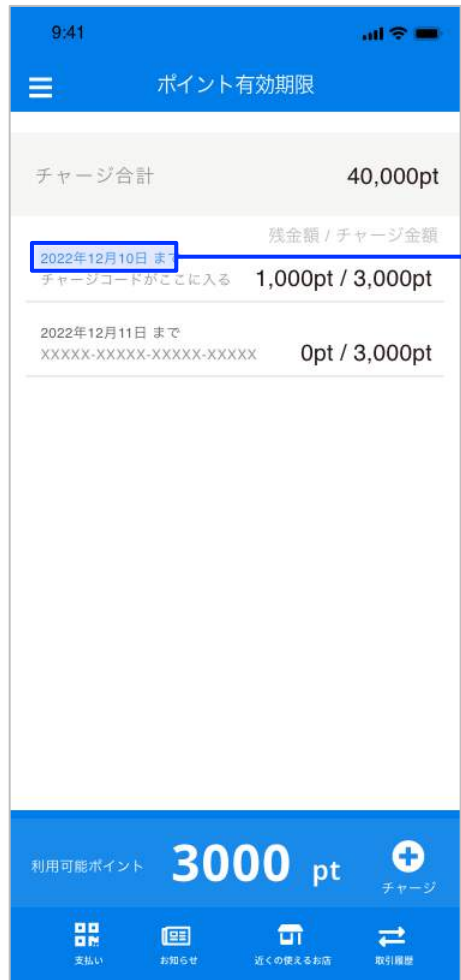 9:41
ポイント有効期限
チャージ合計 40,000pt
残金額 / チャージ金額
2022年12月10日 まで
チャージコードがここに入る 1,000pt / 3,000pt
2022年12月11日 まで
XXXXX-XXXXX-XXXXX-XXXXX 0pt / 3,000pt
利用可能ポイント 3000 pt
チャージ
支払い お知らせ 近くの使えるお店 取引履歴